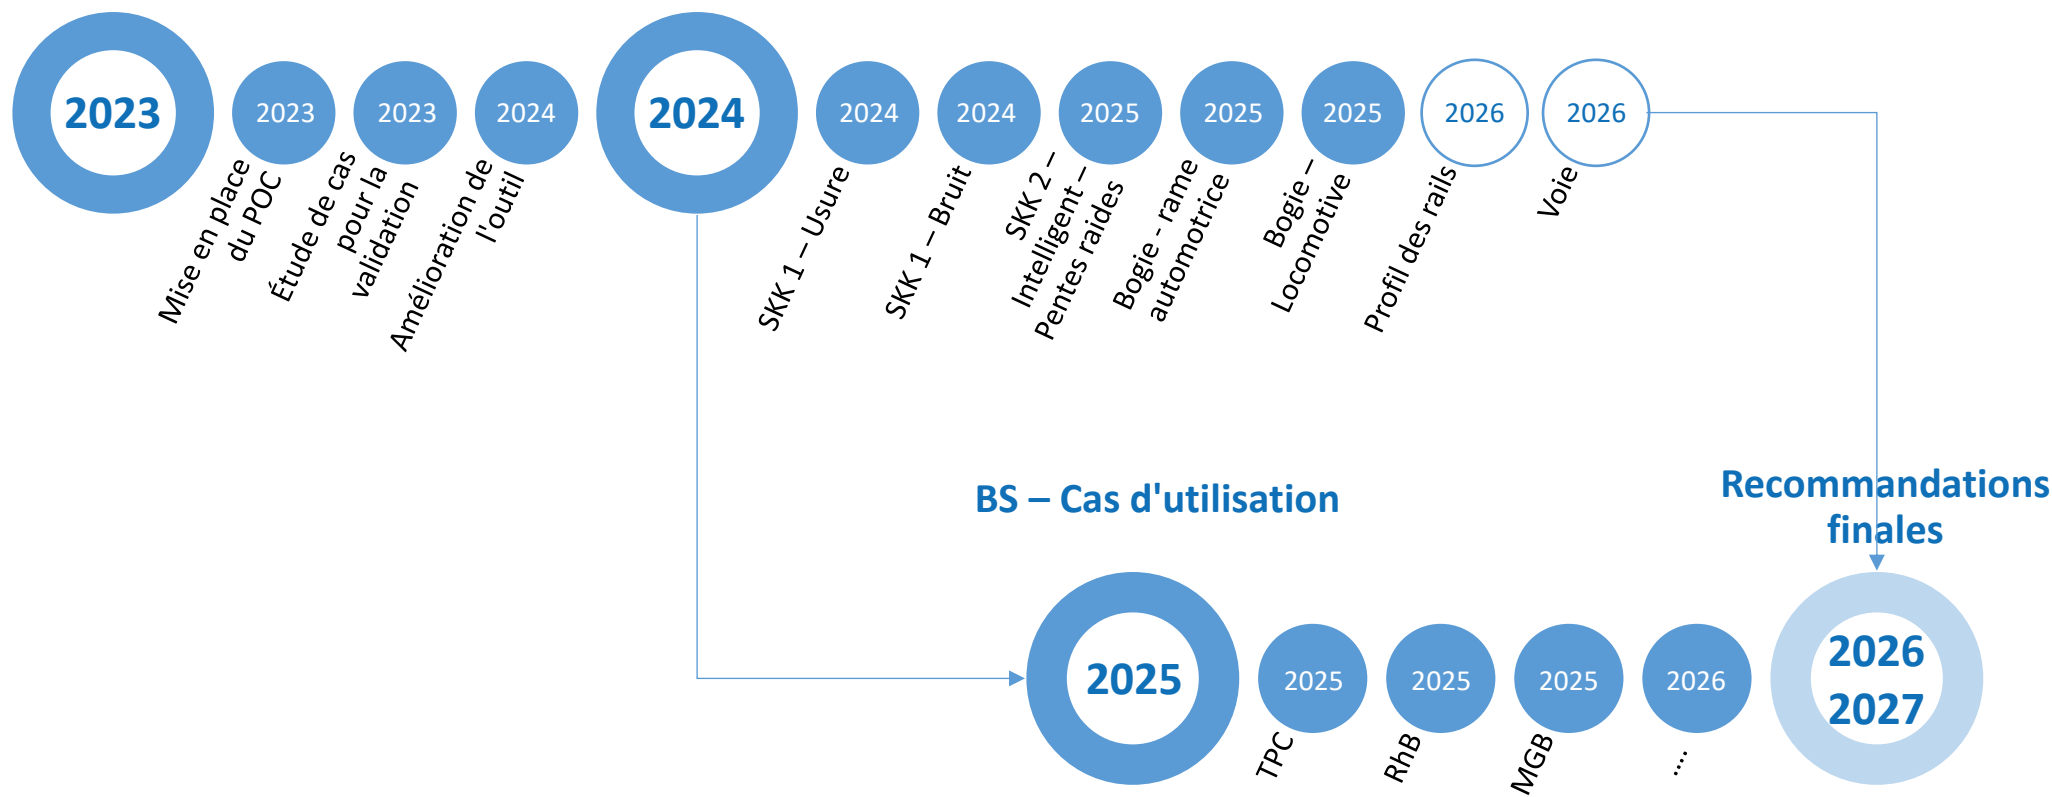 2023
2023
Mise en place
du POC
2023
Étude de cas
pour la
validation
2024
Amélioration de
l'outil
2024
2024
SKK 1 – Usure
2024
SKK 1 – Bruit
2025
SKK 2 –
Intelligent –
Pentes raides
2025
Bogie - rame
automotrice
2025
Bogie –
Locomotive
2026
Profil des rails
2026
Voie
BS – Cas d'utilisation
Recommandations
finales
2025
2025
TPC
2025
RhB
2025
MGB
2026
....
2026
2027